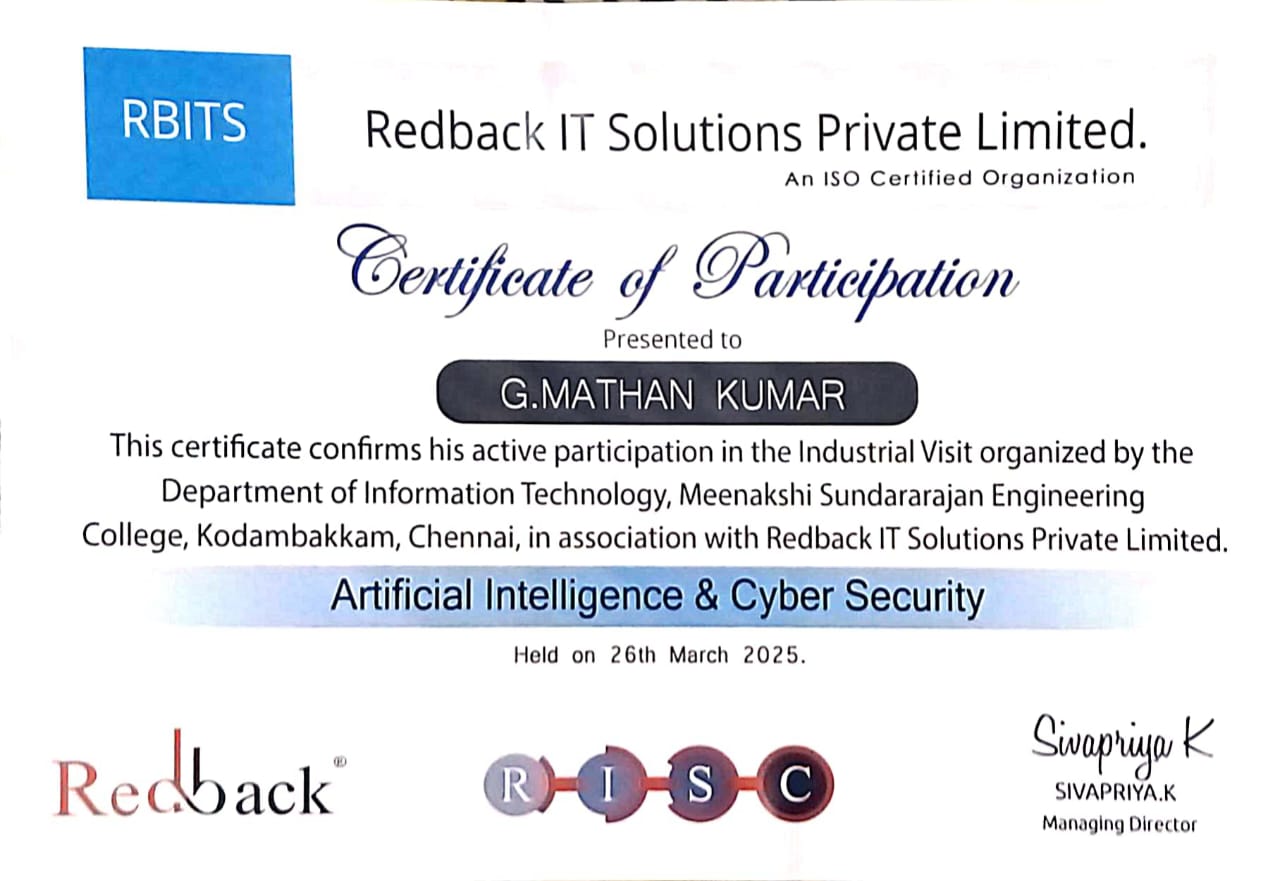 RBITS
Redback IT Solutions Private Limited.
An ISO Certified Organization
Certificate of Participation
Presented to
G.MATHAN KUMAR
This certificate confirms his active participation in the Industrial Visit organized by the
Department of Information Technology, Meenakshi Sundararajan Engineering
College, Kodambakkam, Chennai, in association with Redback IT Solutions Private Limited.
Artificial Intelligence & Cyber Security
Held on 26th March 2025.
Redback®
R I S C
Sivapriya K
SIVAPRIYA.K
Managing Director